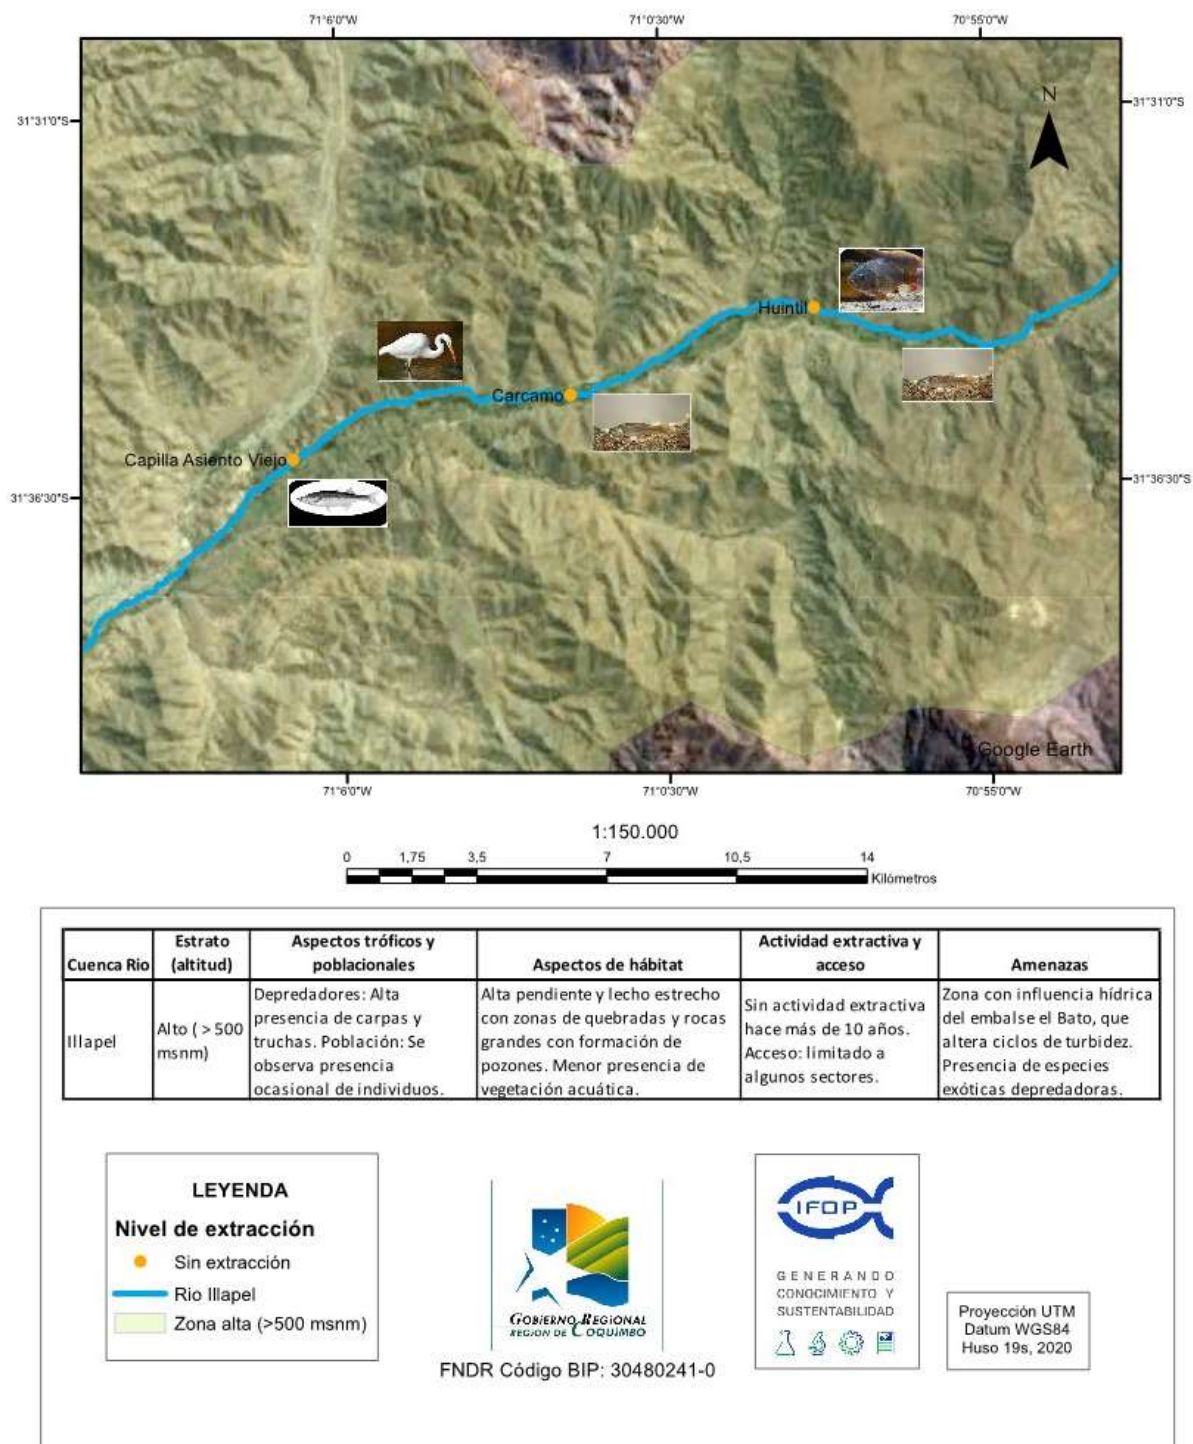 71°6'0"W 71°0'30"W 70°55'0"W
N
31°31'0"S 31°31'0"S
Huintil
Carcamo
Capilla Asiento Viejo
31°36'30"S 31°36'30"S
Google Earth
71°6'0"W 71°0'30"W 70°55'0"W
1:150.000
0 1,75 3,5 7 10,5 14
Kilómetros
Cuenca Rio
Estrato
(altitud)
Aspectos tróficos y
poblacionales
Aspectos de hábitat
Actividad extractiva y
acceso
Amenazas
Illapel
Alto ( > 500
msnm)
Depredadores: Alta
presencia de carpas y
truchas. Población: Se
observa presencia
ocasional de individuos.
Alta pendiente y lecho estrecho
con zonas de quebradas y rocas
grandes con formación de
pozones. Menor presencia de
vegetación acuática.
Sin actividad extractiva
hace más de 10 años.
Acceso: limitado a
algunos sectores.
Zona con influencia hídrica
del embalse el Bato, que
altera ciclos de turbidez.
Presencia de especies
exóticas depredadoras.
LEYENDA
Nivel de extracción
Sin extracción
Rio Illapel
Zona alta (>500 msnm)
GOBIERNO REGIONAL
REGION DE COQUIMBO
FNDR Código BIP: 30480241-0
IFOP
GENERANDO
CONOCIMIENTO Y
SUSTENTABILIDAD
Proyección UTM
Datum WGS84
Huso 19s, 2020